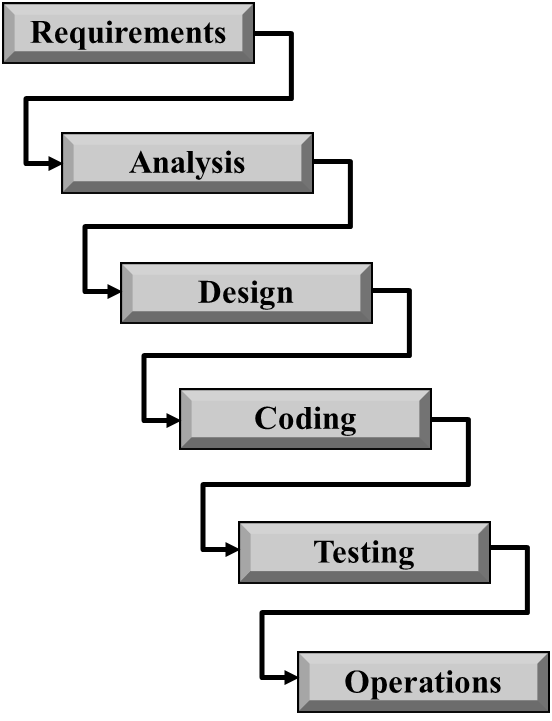 Requirements
Analysis
Design
Coding
Testing
Operations